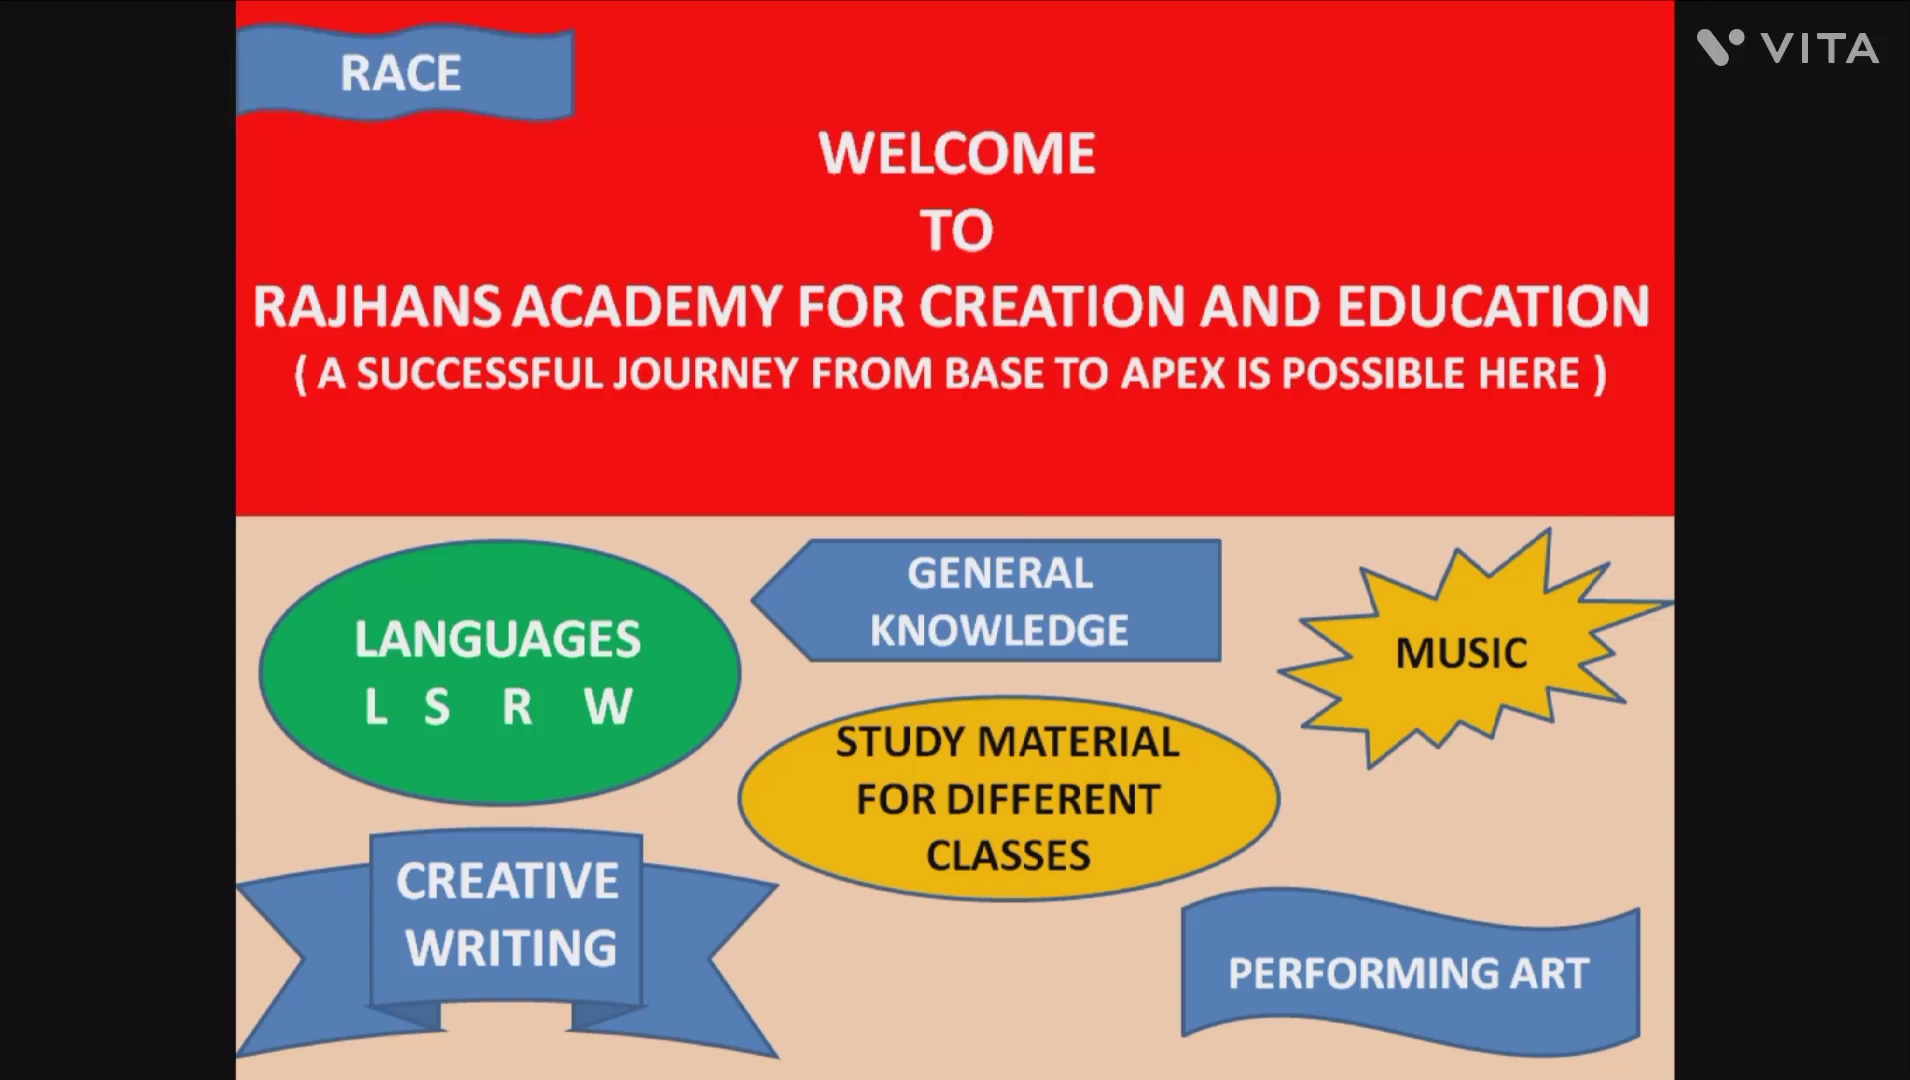 RACE
VITA
WELCOME
TO
RAJHANS ACADEMY FOR CREATION AND EDUCATION
( A SUCCESSFUL JOURNEY FROM BASE TO APEX IS POSSIBLE HERE )
LANGUAGES
L S R W
GENERAL
KNOWLEDGE
MUSIC
STUDY MATERIAL
FOR DIFFERENT
CLASSES
CREATIVE
WRITING
PERFORMING ART